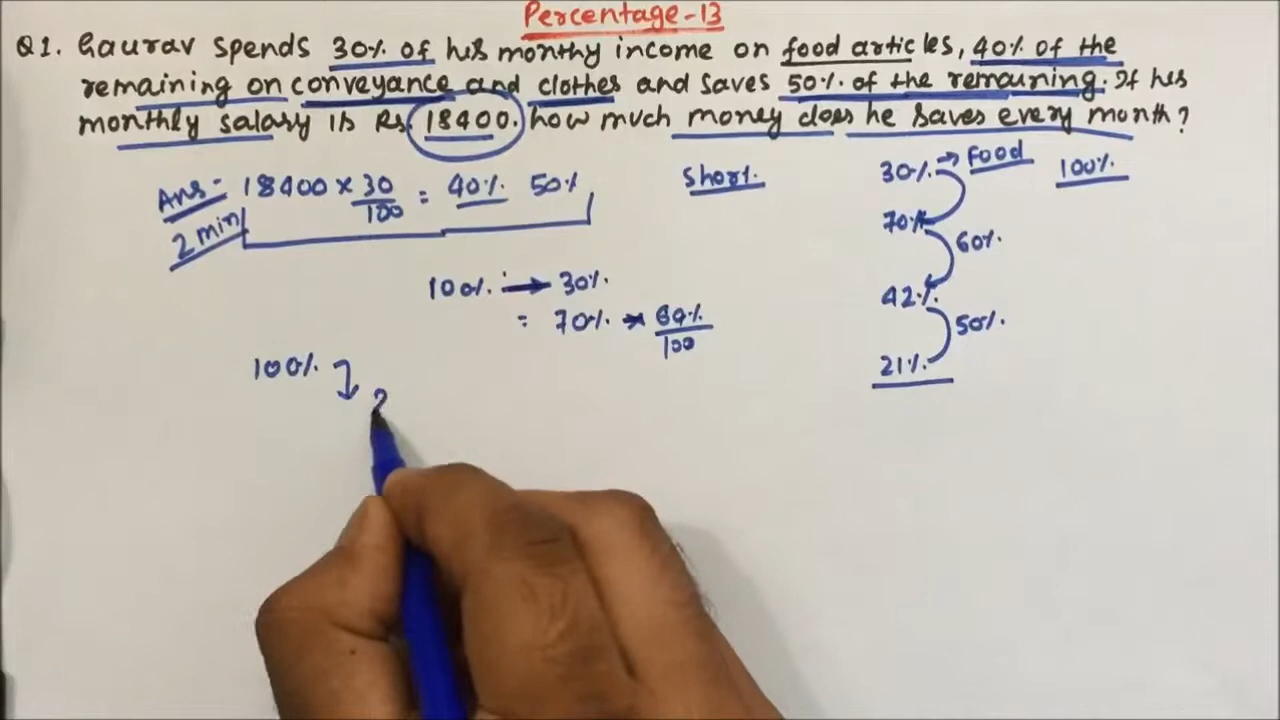 Percentage-13
Q1. Gaurav spends 30% of his monthy income on food articles, 40% of the
remaining on conveyance and clothes and saves 50% of the remaining. If his
monthly salary is Rs. 18400. how much money does he saves every month?
Ans:- 18400 × 30/100 = 40% 50%
2 min
Short.
30% → Food 100%
70%
60%
42%
50%
21%
100% → 30%
= 70% × 60%/100
100%